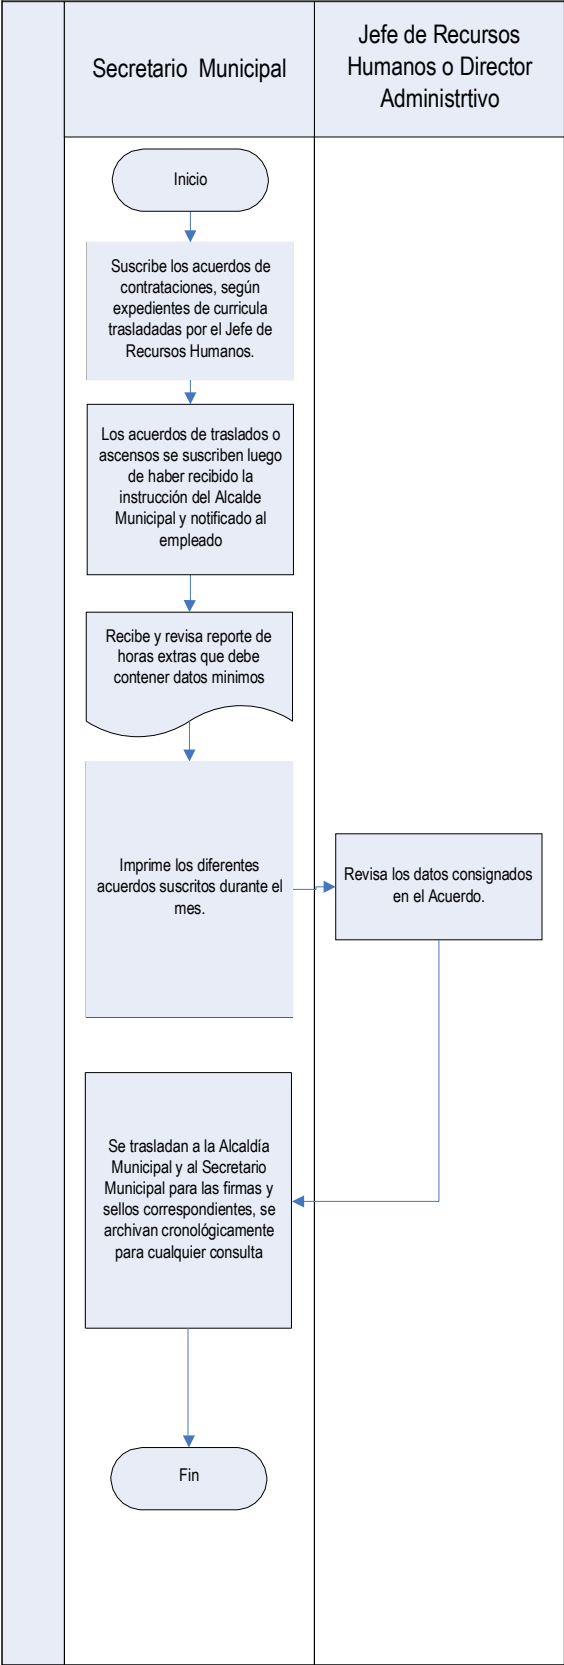 Secretario Municipal
Jefe de Recursos
Humanos o Director
Administrtivo
Inicio
Suscribe los acuerdos de
contrataciones, según
expedientes de curricula
trasladadas por el Jefe de
Recursos Humanos.
Los acuerdos de traslados o
ascensos se suscriben luego
de haber recibido la
instrucción del Alcalde
Municipal y notificado al
empleado
Recibe y revisa reporte de
horas extras que debe
contener datos minimos
Imprime los diferentes
acuerdos suscritos durante el
mes.
Revisa los datos consignados
en el Acuerdo.
Se trasladan a la Alcaldía
Municipal y al Secretario
Municipal para las firmas y
sellos correspondientes, se
archivan cronológicamente
para cualquier consulta
Fin